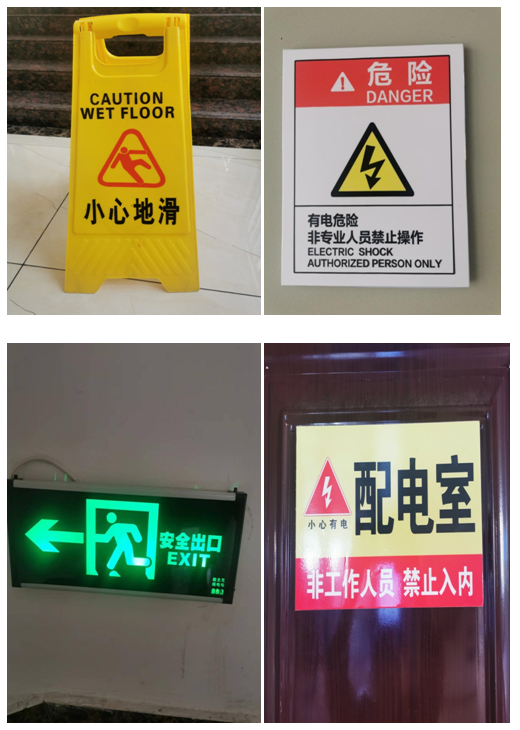 CAUTION
WET FLOOR
小心地滑
危险
DANGER
有电危险
非专业人员禁止操作
ELECTRIC SHOCK
AUTHORIZED PERSON ONLY
安全出口
EXIT
配电室
小心有电
非工作人员 禁止入内